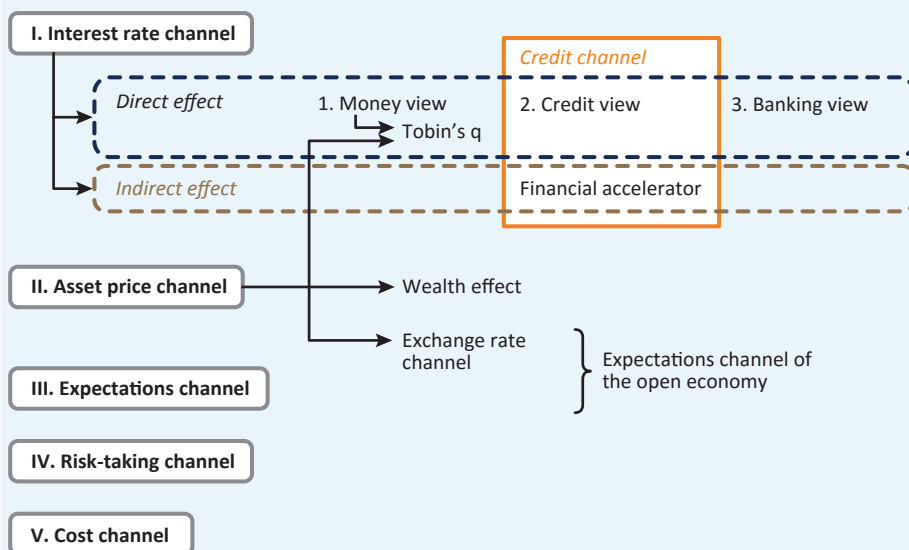 I. Interest rate channel
Credit channel
Direct effect
1. Money view
2. Credit view
3. Banking view
Tobin's q
Indirect effect
Financial accelerator
II. Asset price channel
Wealth effect
Exchange rate
channel
Expectations channel of
the open economy
III. Expectations channel
IV. Risk-taking channel
V. Cost channel